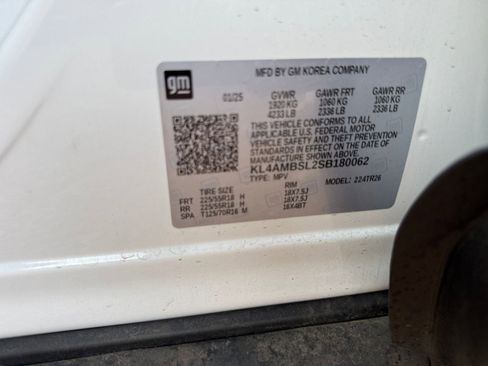 MFD BY GM KOREA COMPANY
gm
01/25 GVWR GAWR FRT GAWR RR
1920 KG 1060 KG 1060 KG
4233 LB 2336 LB 2336 LB
THIS VEHICLE CONFORMS TO ALL
APPLICABLE U.S. FEDERAL MOTOR
VEHICLE SAFETY AND THEFT PREVENTION
STANDARDS IN EFFECT ON THE DATE OF
MANUFACTURE SHOWN ABOVE.
KL4AMBSL2SB180062
TYPE: MPV MODEL: 224TR26
TIRE SIZE RIM
FRT 225/55R18 H 18X7.5J
RR 225/55R18 H 18X7.5J
SPA T125/70R16 M 16X4BT